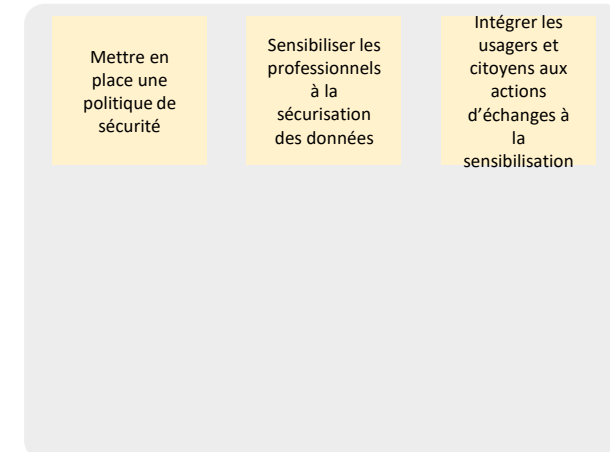 Mettre en
place une
politique de
sécurité
Sensibiliser les
professionnels
à la
sécurisation
des données
Intégrer les
usagers et
citoyens aux
actions
d'échanges à
la
sensibilisation